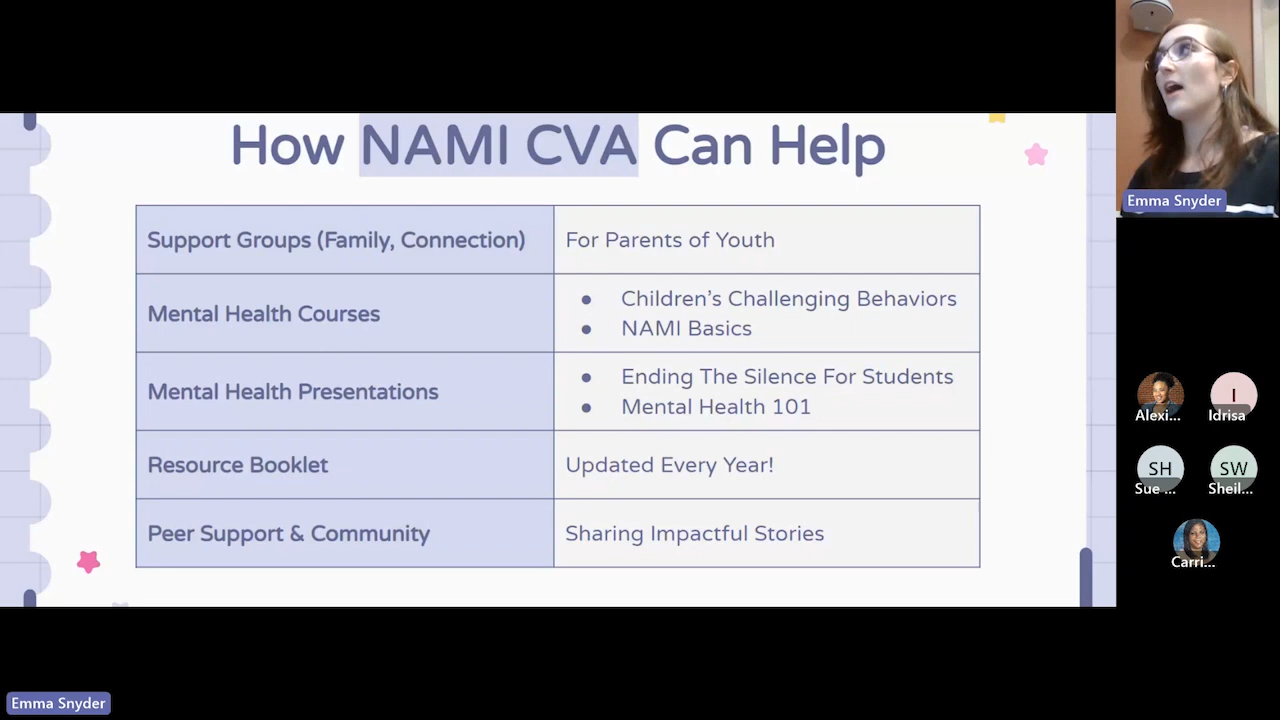 How NAMI CVA Can Help
Support Groups (Family, Connection)
For Parents of Youth
Mental Health Courses
● Children's Challenging Behaviors
● NAMI Basics
Mental Health Presentations
● Ending The Silence For Students
● Mental Health 101
Resource Booklet
Updated Every Year!
Peer Support & Community
Sharing Impactful Stories
Emma Snyder
Alexi...
I
Idrisa
SH
Sue ...
SW
Sheil...
Carri...
Emma Snyder